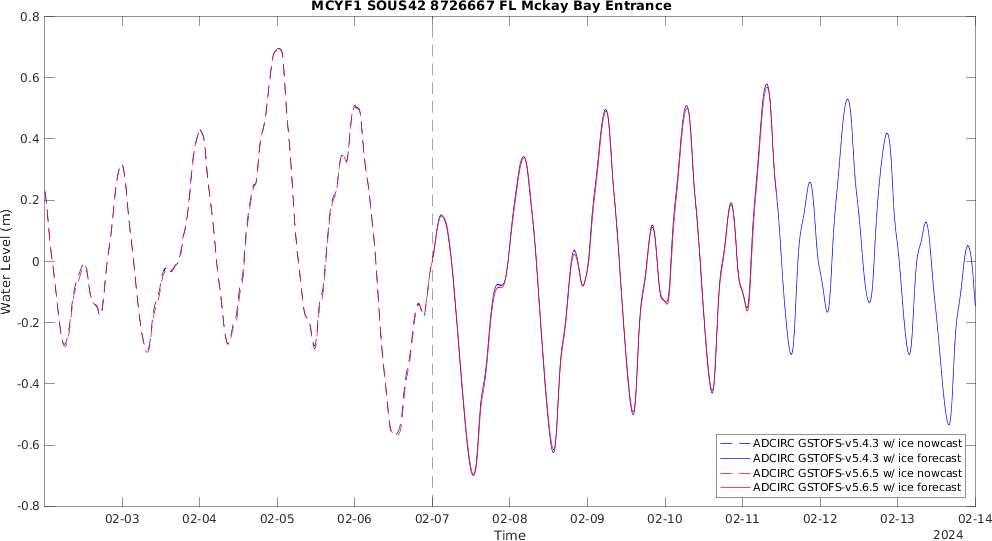 MCYF1 SOUS42 8726667 FL Mckay Bay Entrance
Water Level (m)
0.8
0.6
0.4
0.2
0
-0.2
-0.4
-0.6
-0.8
ADCIRC GSTOFS-v5.4.3 w/ ice nowcast
ADCIRC GSTOFS-v5.4.3 w/ ice forecast
ADCIRC GSTOFS-v5.6.5 w/ ice nowcast
ADCIRC GSTOFS-v5.6.5 w/ ice forecast
02-03 02-04 02-05 02-06 02-07 02-08 02-09 02-10 02-11 02-12 02-13 02-14
Time
2024